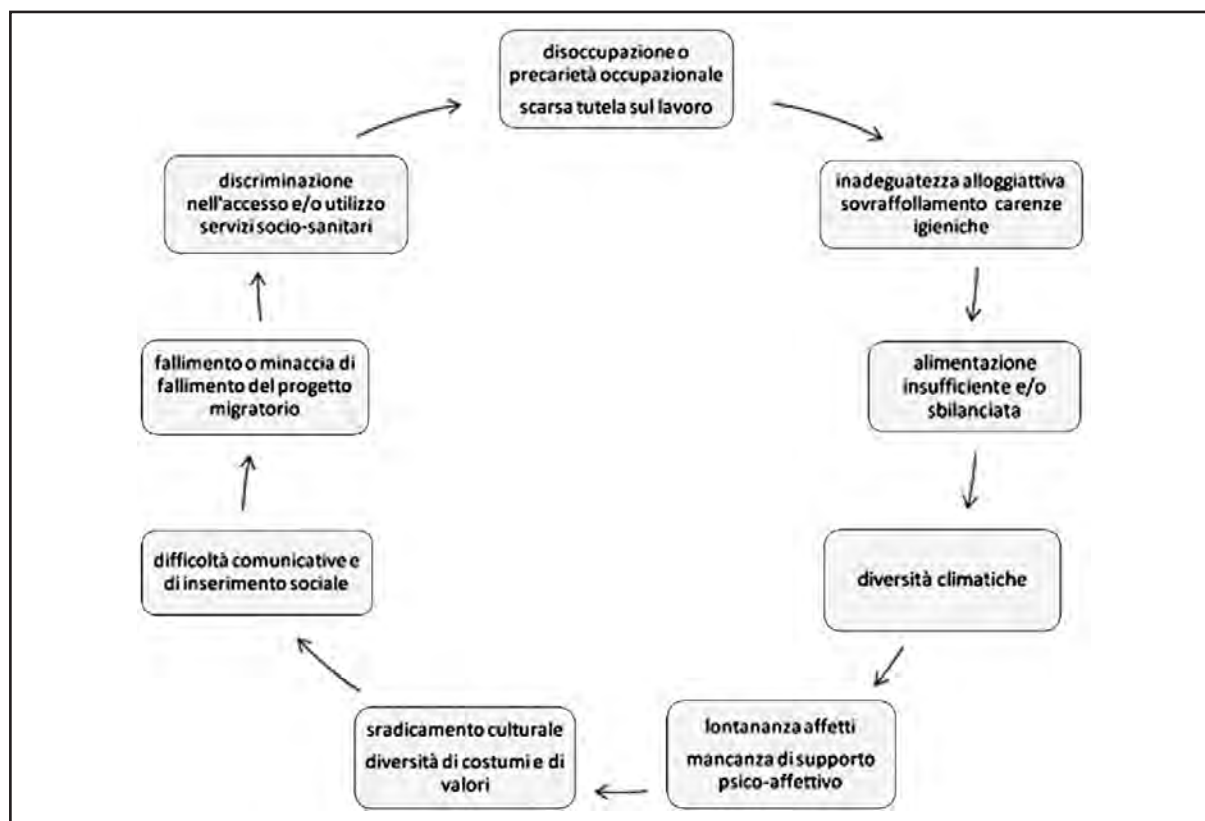 disoccupazione o
precarietà occupazionale
scarsa tutela sul lavoro
inadeguatezza alloggiattiva
sovraffollamento carenze
igieniche
alimentazione
insufficiente e/o
sbilanciata
diversità climatiche
lontananza affetti
mancanza di supporto
psico-affettivo
sradicamento culturale
diversità di costumi e di
valori
difficoltà comunicative e
di inserimento sociale
fallimento o minaccia di
fallimento del progetto
migratorio
discriminazione
nell'accesso e/o utilizzo
servizi socio-sanitari